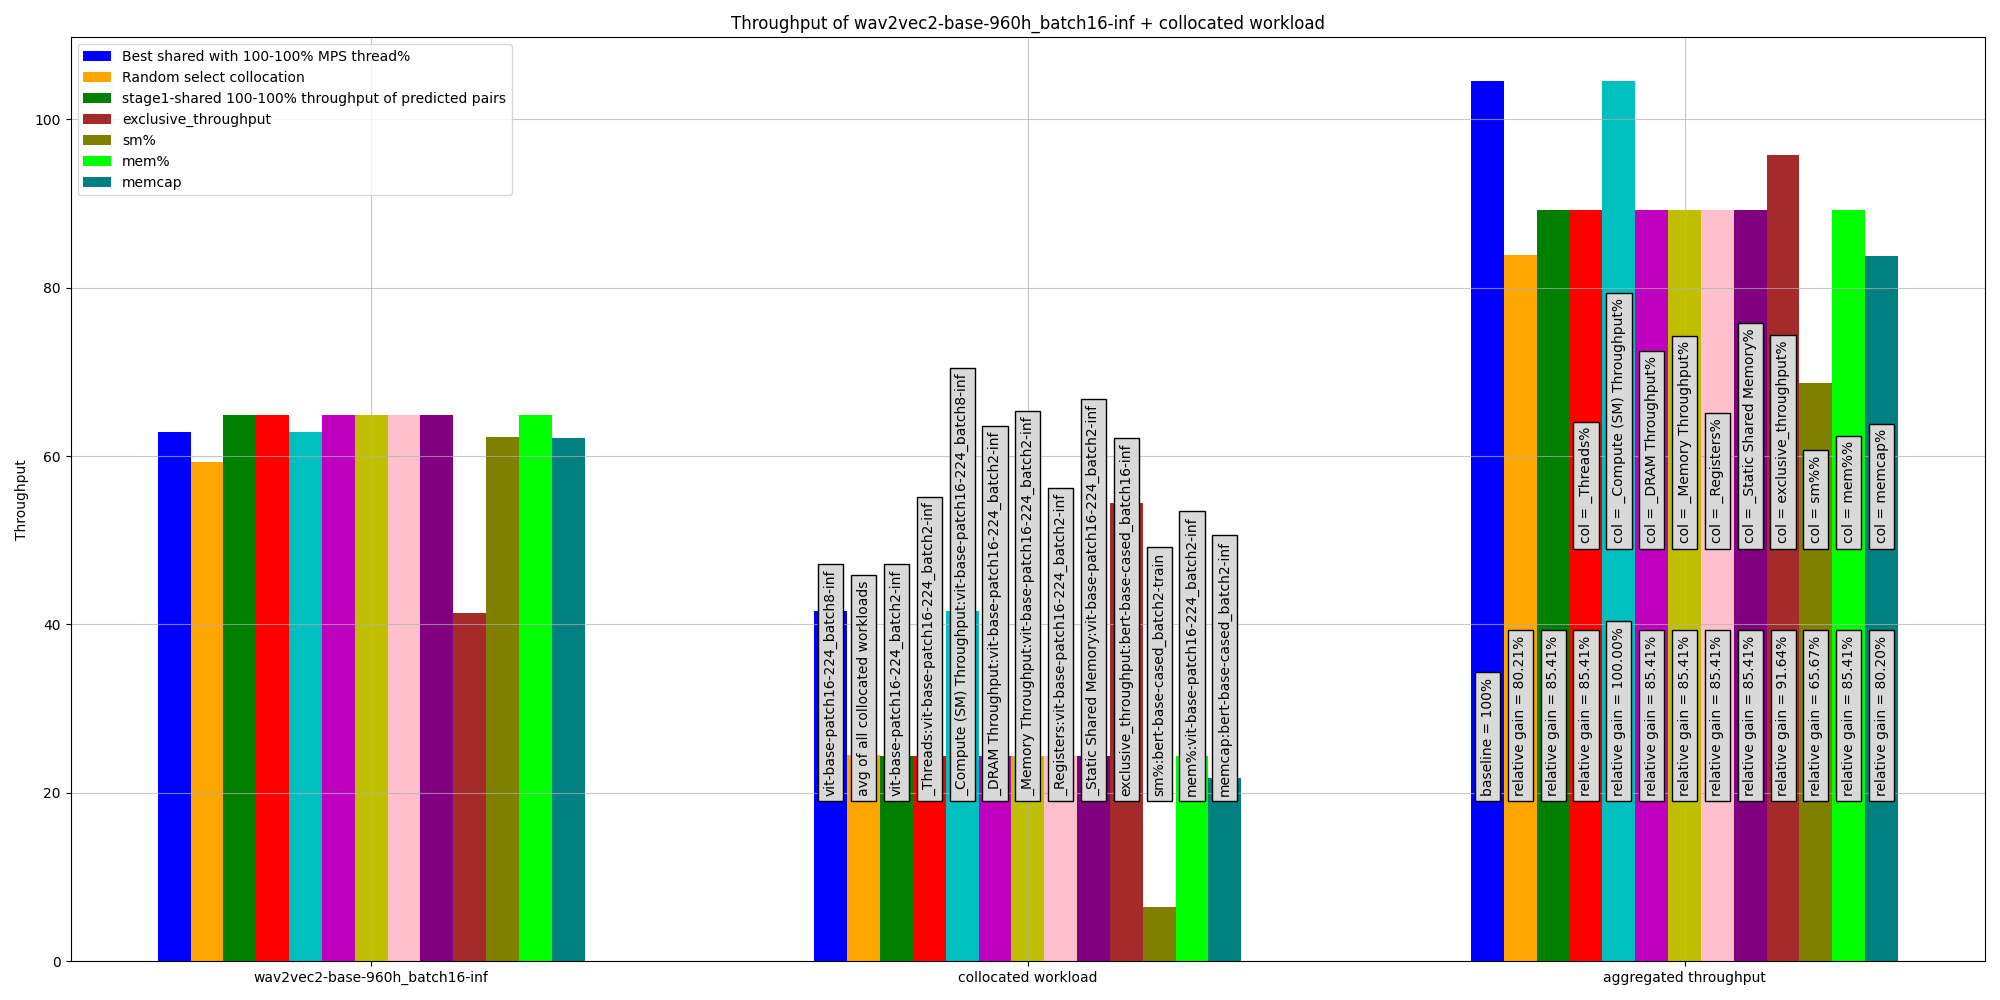 Throughput of wav2vec2-base-960h_batch16-inf + collocated workload
Best shared with 100-100% MPS thread%
Random select collocation
stage1-shared 100-100% throughput of predicted pairs
exclusive_throughput
sm%
mem%
memcap
Throughput
100
80
60
40
20
0
vit-base-patch16-224_batch8-inf
avg of all collocated workloads
vit-base-patch16-224_batch2-inf
_Threads:vit-base-patch16-224_batch2-inf
_Compute (SM) Throughput:vit-base-patch16-224_batch8-inf
_DRAM Throughput:vit-base-patch16-224_batch2-inf
_Memory Throughput:vit-base-patch16-224_batch2-inf
_Registers:vit-base-patch16-224_batch2-inf
_Static Shared Memory:vit-base-patch16-224_batch2-inf
exclusive_throughput:bert-base-cased_batch16-inf
sm%:bert-base-cased_batch2-train
mem%:vit-base-patch16-224_batch2-inf
memcap:bert-base-cased_batch2-inf
col = _Threads%
col = _Compute (SM) Throughput%
col = _DRAM Throughput%
col = _Memory Throughput%
col = _Registers%
col = _Static Shared Memory%
col = exclusive_throughput%
col = sm%%
col = mem%%
col = memcap%
baseline = 100%
relative gain = 80.21%
relative gain = 85.41%
relative gain = 85.41%
relative gain = 100.00%
relative gain = 85.41%
relative gain = 85.41%
relative gain = 85.41%
relative gain = 85.41%
relative gain = 91.64%
relative gain = 65.67%
relative gain = 85.41%
relative gain = 80.20%
wav2vec2-base-960h_batch16-inf
collocated workload
aggregated throughput